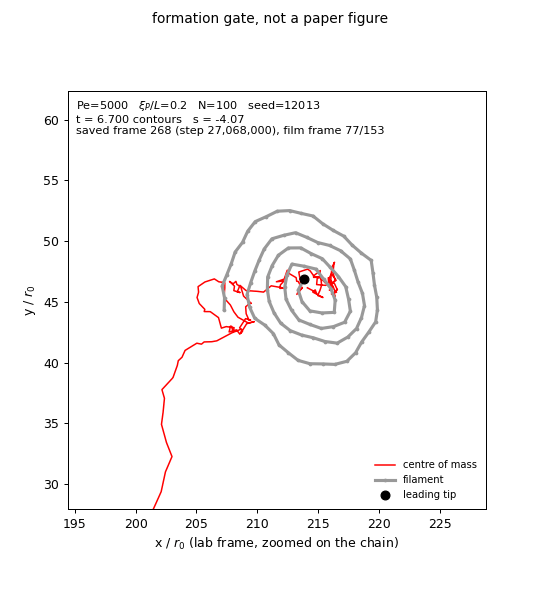 formation gate, not a paper figure
Pe=5000 ξp/L=0.2 N=100 seed=12013
t = 6.700 contours s = -4.07
saved frame 268 (step 27,068,000), film frame 77/153
60
55
50
45
40
35
30
y / r0
195 200 205 210 215 220 225
x / r0 (lab frame, zoomed on the chain)
centre of mass
filament
leading tip